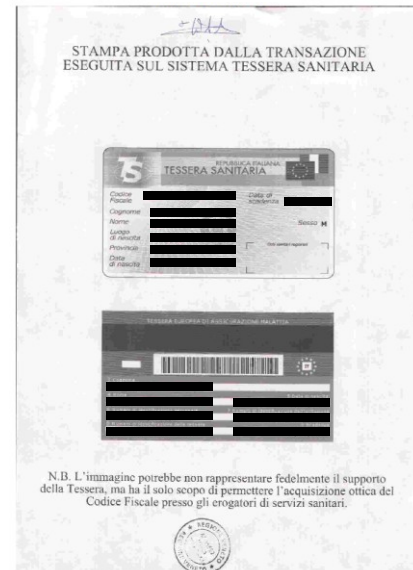 STAMPA PRODOTTA DALLA TRANSAZIONE
ESEGUITA SUL SISTEMA TESSERA SANITARIA
TS
REPUBBLICA ITALIANA
TESSERA SANITARIA
Codice
Fiscale
Data di
scadenza
Cognome
Nome
Sesso M
Luogo
di nascita
Provincia
Data
di nascita
TESSERA EUROPEA DI ASSICURAZIONE MALATTIA
N.B. L'immagine potrebbe non rappresentare fedelmente il supporto
della Tessera, ma ha il solo scopo di permettere l'acquisizione ottica del
Codice Fiscale presso gli erogatori di servizi sanitari.